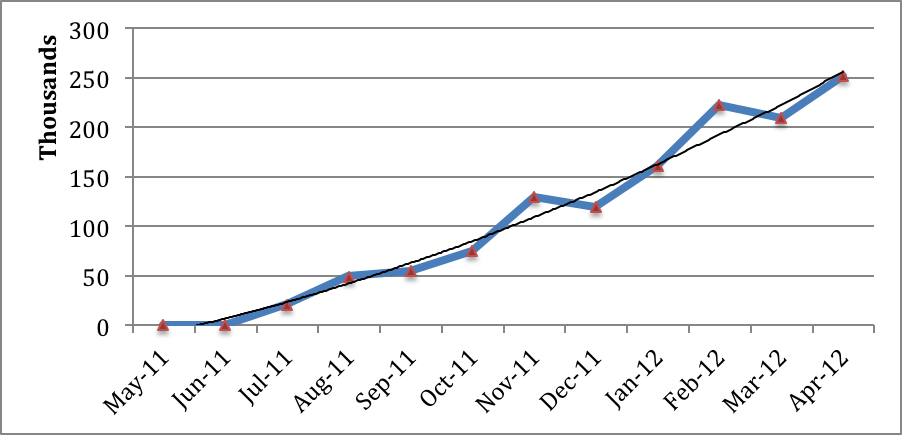 Thousands
300
250
200
150
100
50
0
May-11
Jun-11
Jul-11
Aug-11
Sep-11
Oct-11
Nov-11
Dec-11
Jan-12
Feb-12
Mar-12
Apr-12